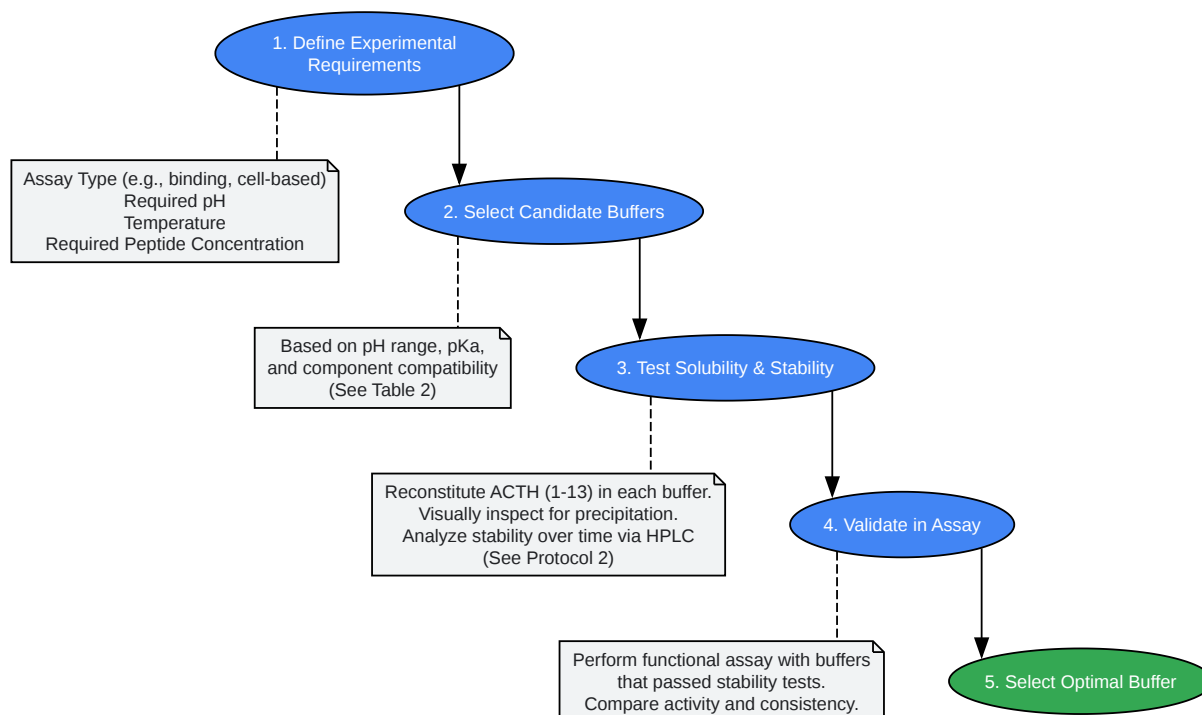 1. Define Experimental
Requirements
Assay Type (e.g., binding, cell-based)
Required pH
Temperature
Required Peptide Concentration
2. Select Candidate Buffers
Based on pH range, pKa,
and component compatibility
(See Table 2)
3. Test Solubility & Stability
Reconstitute ACTH (1-13) in each buffer.
Visually inspect for precipitation.
Analyze stability over time via HPLC
(See Protocol 2)
4. Validate in Assay
Perform functional assay with buffers
that passed stability tests.
Compare activity and consistency.
5. Select Optimal Buffer